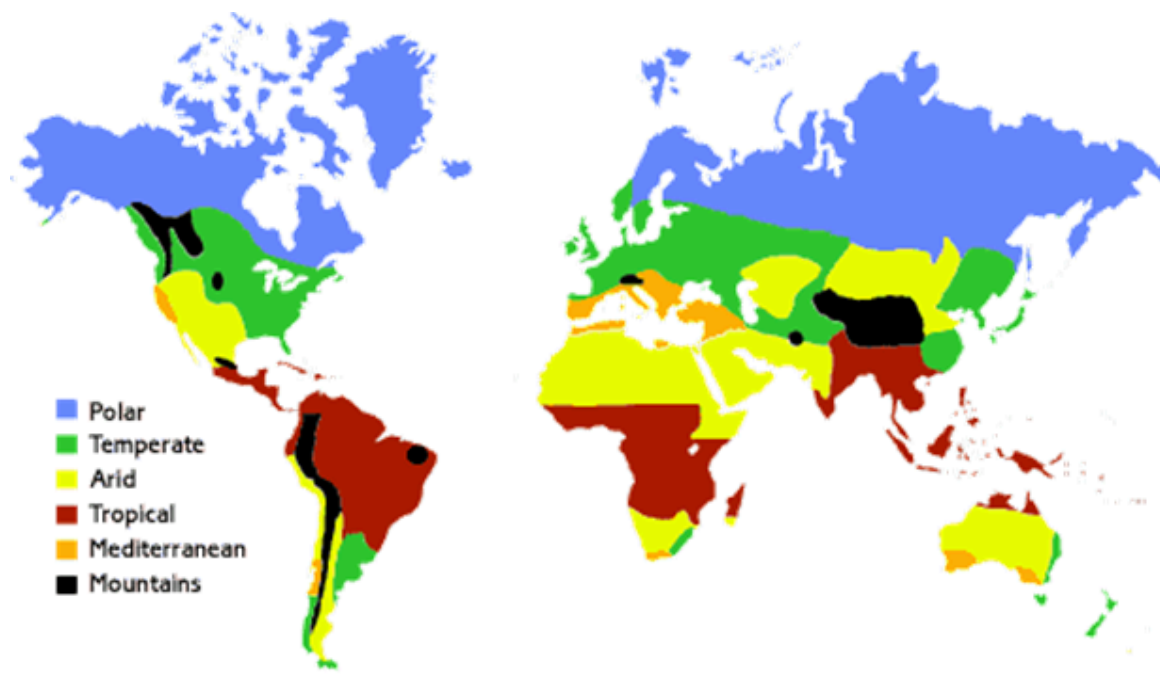 Polar
Temperate
Arid
Tropical
Mediterranean
Mountains